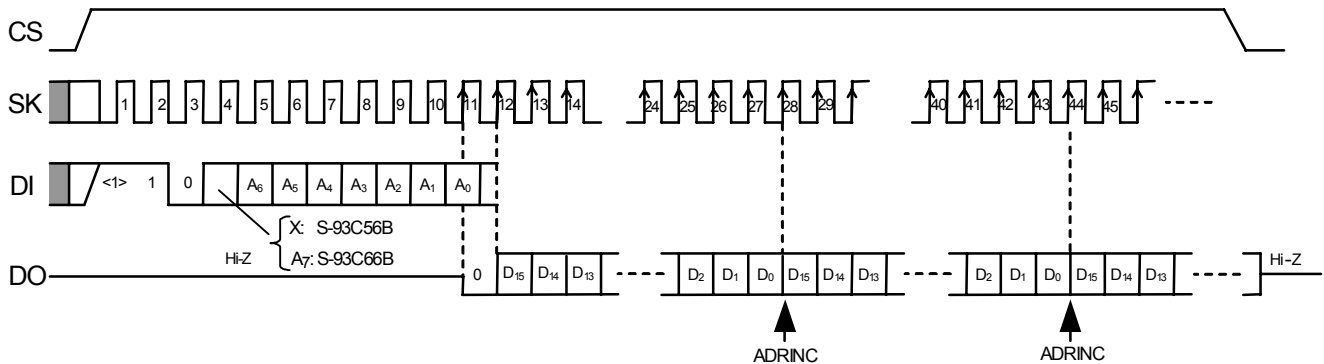 CS
SK 1 2 3 4 5 6 7 8 9 10 11 12 13 14 24 25 26 27 28 29 40 41 42 43 44 45
DI <1> 1 0 A6 A5 A4 A3 A2 A1 A0
X: S-93C56B
Hi-Z A7: S-93C66B
DO 0 D15 D14 D13 D2 D1 D0 D15 D14 D13 D2 D1 D0 D15 D14 D13 Hi-Z
ADRINC ADRINC